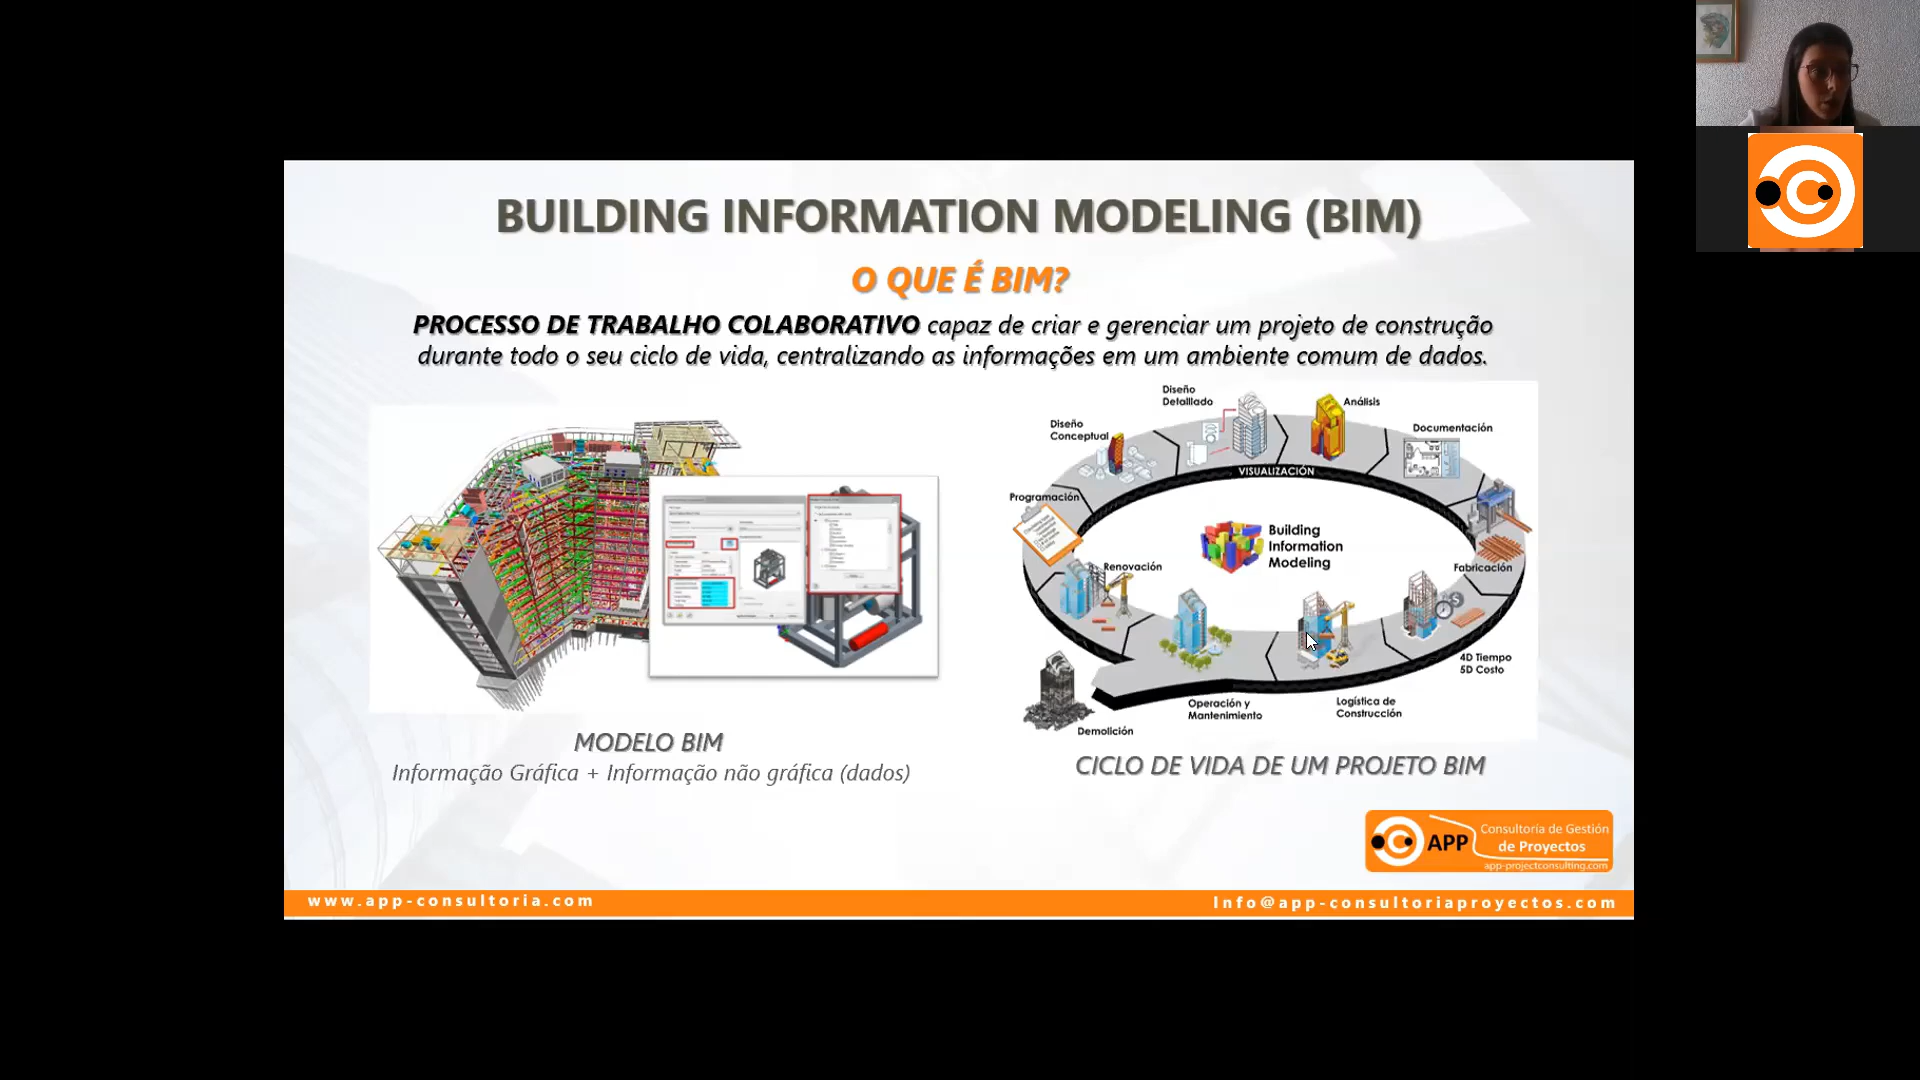 BUILDING INFORMATION MODELING (BIM)
O QUE É BIM?
PROCESSO DE TRABALHO COLABORATIVO capaz de criar e gerenciar um projeto de construção
durante todo o seu ciclo de vida, centralizando as informações em um ambiente comum de dados.
MODELO BIM
Informação Gráfica + Informação não gráfica (dados)
Diseño
Detalllado
Análisis
Diseño
Conceptual
Documentación
VISUALIZACIÓN
Programación
Building
Information
Modeling
Renovación
Fabricación
4D Tiempo
5D Costo
Operación y
Mantenimiento
Logística de
Construcción
Demolición
CICLO DE VIDA DE UM PROJETO BIM
APP
Consultoría de Gestión
de Proyectos
app-projectconsulting.com
www.app-consultoria.com
Info@app-consultoriaproyectos.com